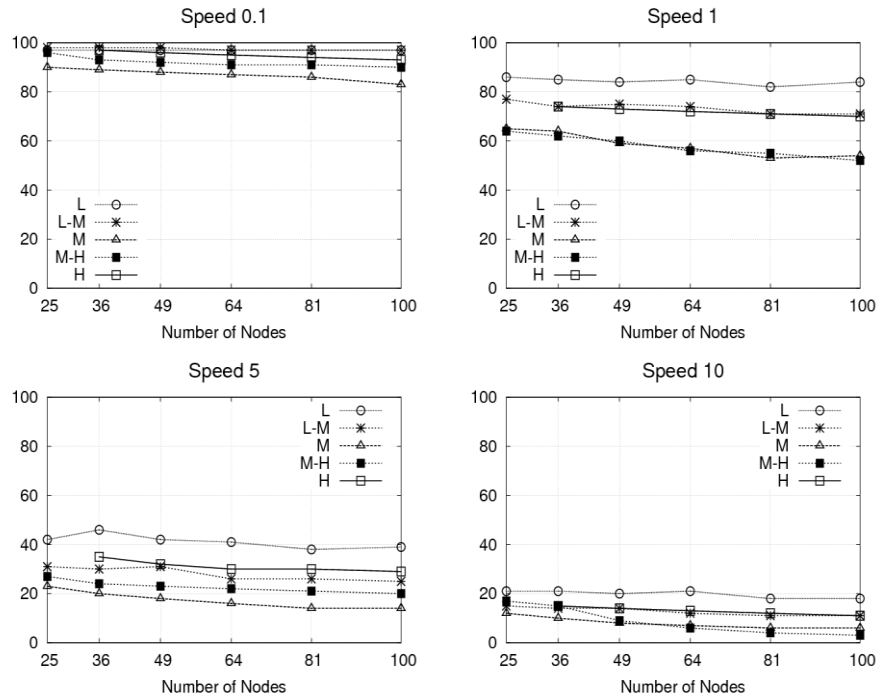 Speed 0.1
100
80
60
40
20
0
L
L-M
M
M-H
H
25 36 49 64 81 100
Number of Nodes
Speed 1
100
80
60
40
20
0
L
L-M
M
M-H
H
25 36 49 64 81 100
Number of Nodes
Speed 5
100
80
60
40
20
0
L
L-M
M
M-H
H
25 36 49 64 81 100
Number of Nodes
Speed 10
100
80
60
40
20
0
L
L-M
M
M-H
H
25 36 49 64 81 100
Number of Nodes